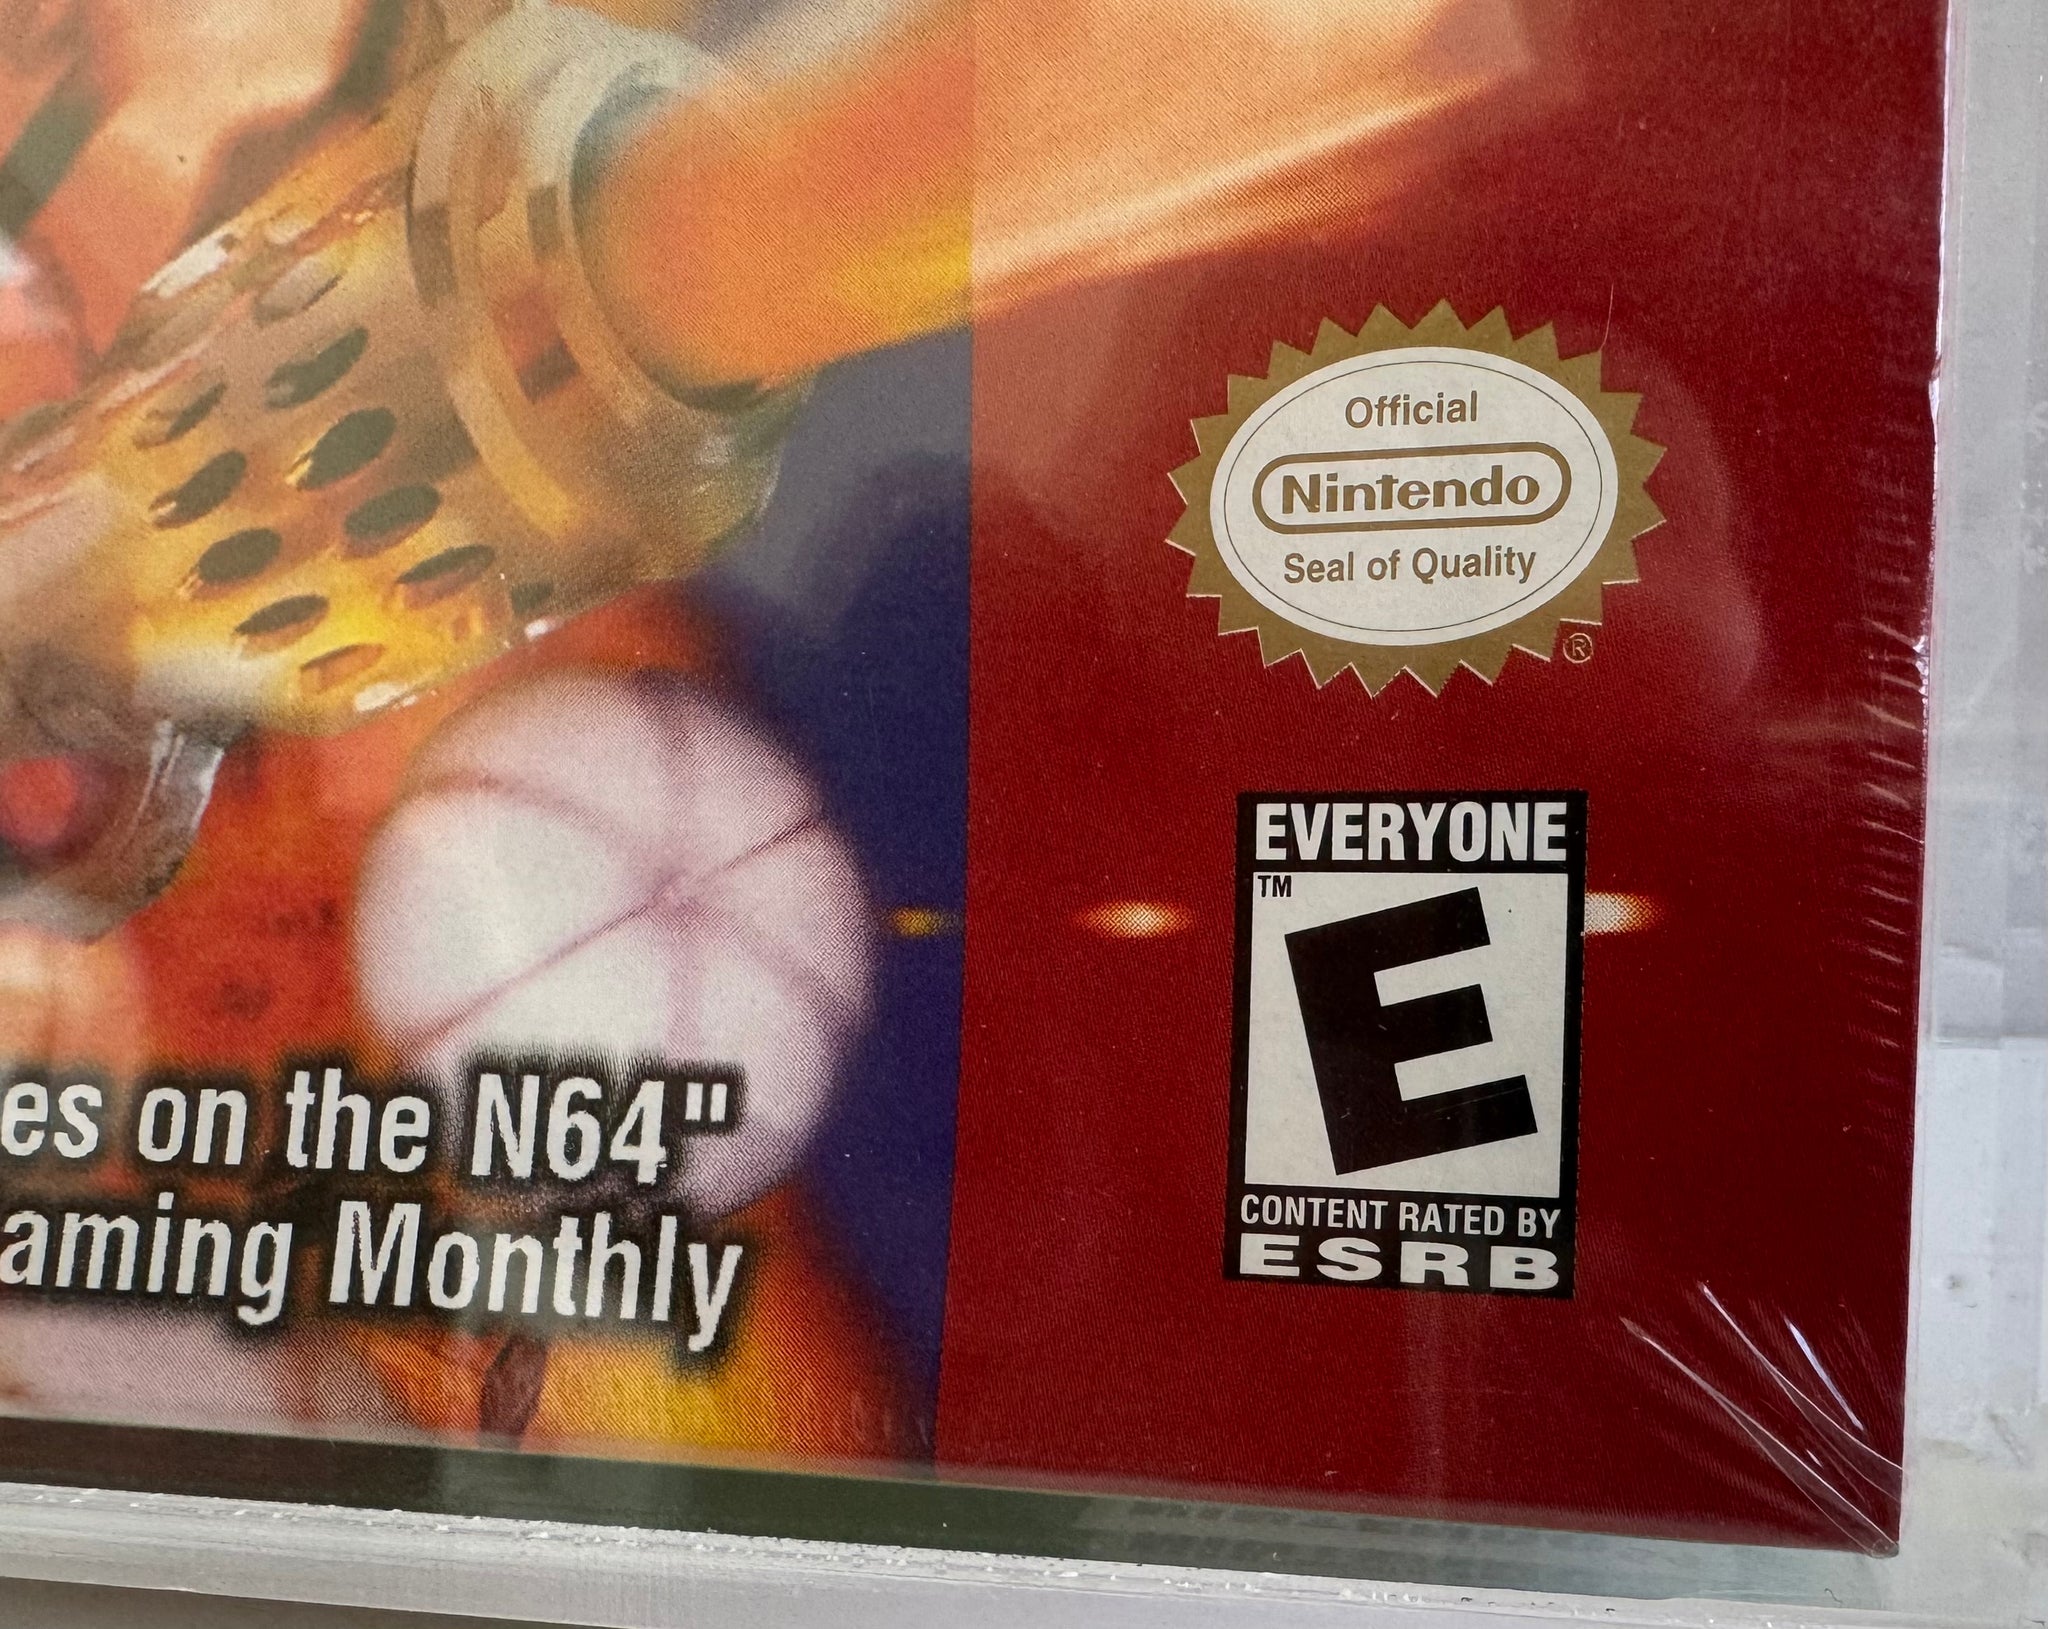 Official
Nintendo
Seal of Quality
®
EVERYONE
TM
E
CONTENT RATED BY
ESRB
es on the N64"
aming Monthly